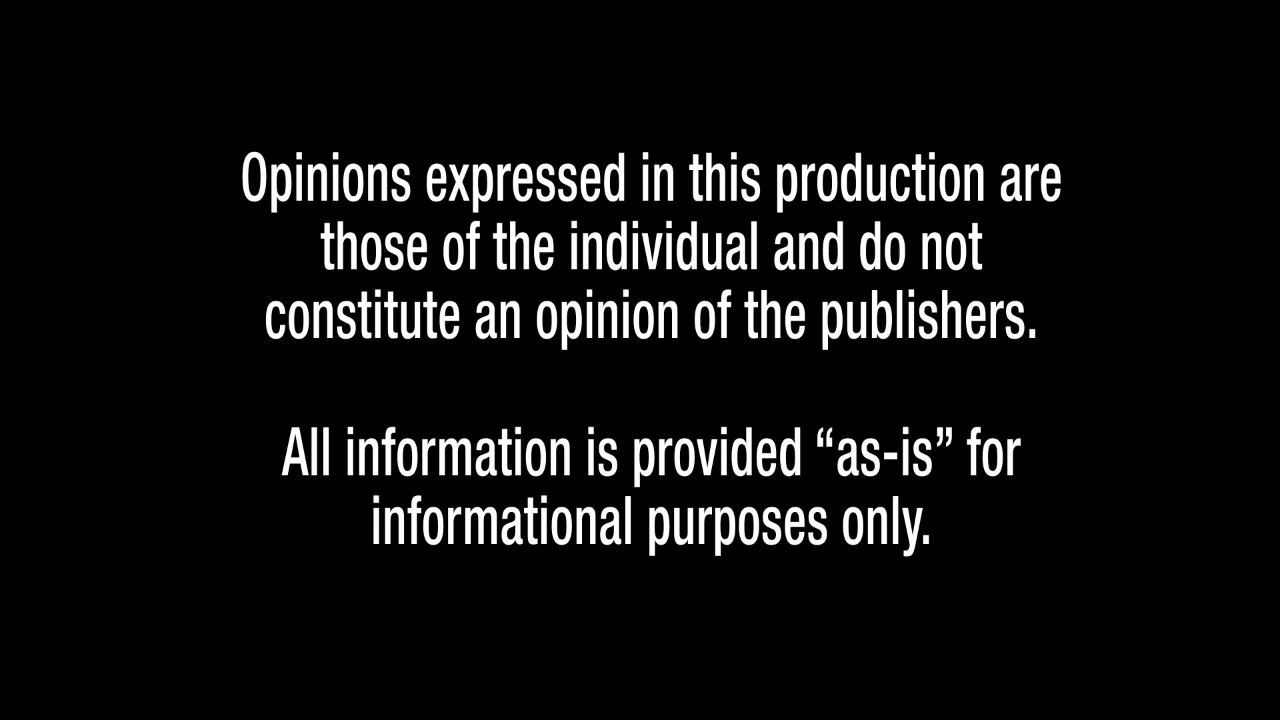 Opinions expressed in this production are
those of the individual and do not
constitute an opinion of the publishers.
All information is provided “as-is” for
informational purposes only.